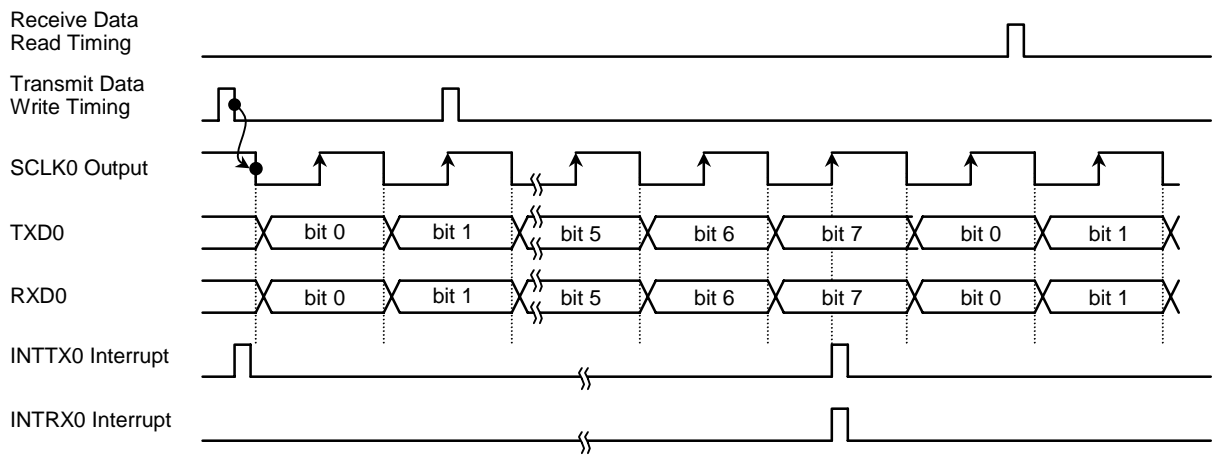 Receive Data
Read Timing
Transmit Data
Write Timing
SCLK0 Output
TXD0 bit 0 bit 1 bit 5 bit 6 bit 7 bit 0 bit 1
RXD0 bit 0 bit 1 bit 5 bit 6 bit 7 bit 0 bit 1
INTTX0 Interrupt
INTRX0 Interrupt